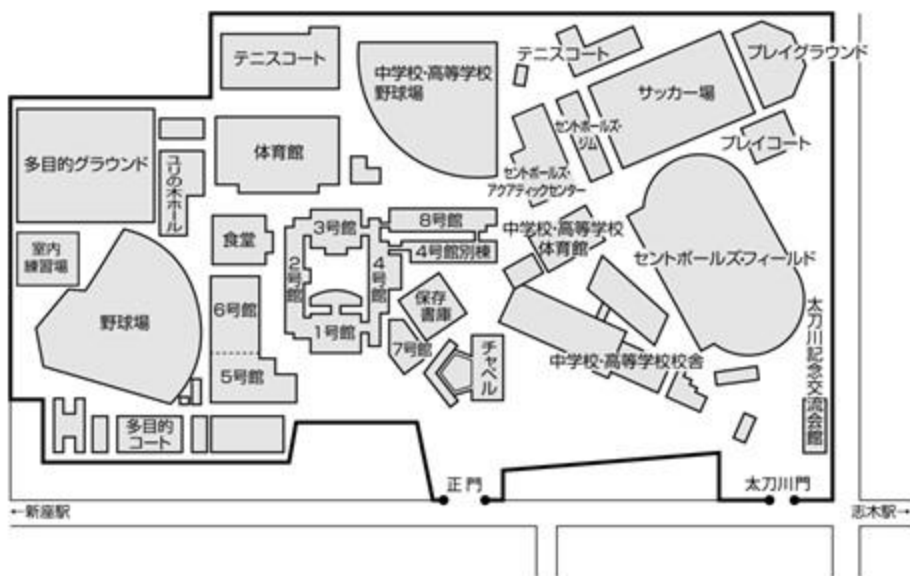 テニスコート
中学校・高等学校
野球場
テニスコート
プレイグラウンド
サッカー場
多目的グラウンド
ユリの木ホール
体育館
セントポールズ・
ジム
プレイコート
セントポールズ・
アクアティックセンター
室内
練習場
食堂
3号館
8号館
4号館別棟
2号館
4号館
中学校・高等学校
体育館
セントポールズ・フィールド
野球場
6号館
1号館
保存
書庫
7号館
チャペル
5号館
中学校・高等学校校舎
太刀川記念交流会館
多目的
コート
正門
太刀川門
←新座駅
志木駅→